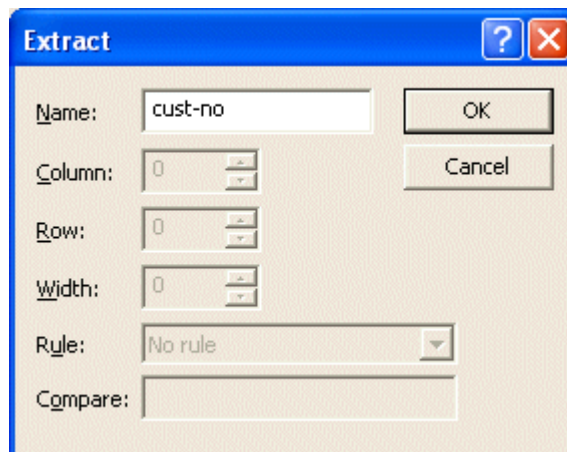 Extract
Name: cust-no OK
Column: 0 Cancel
Row: 0
Width: 0
Rule: No rule
Compare: